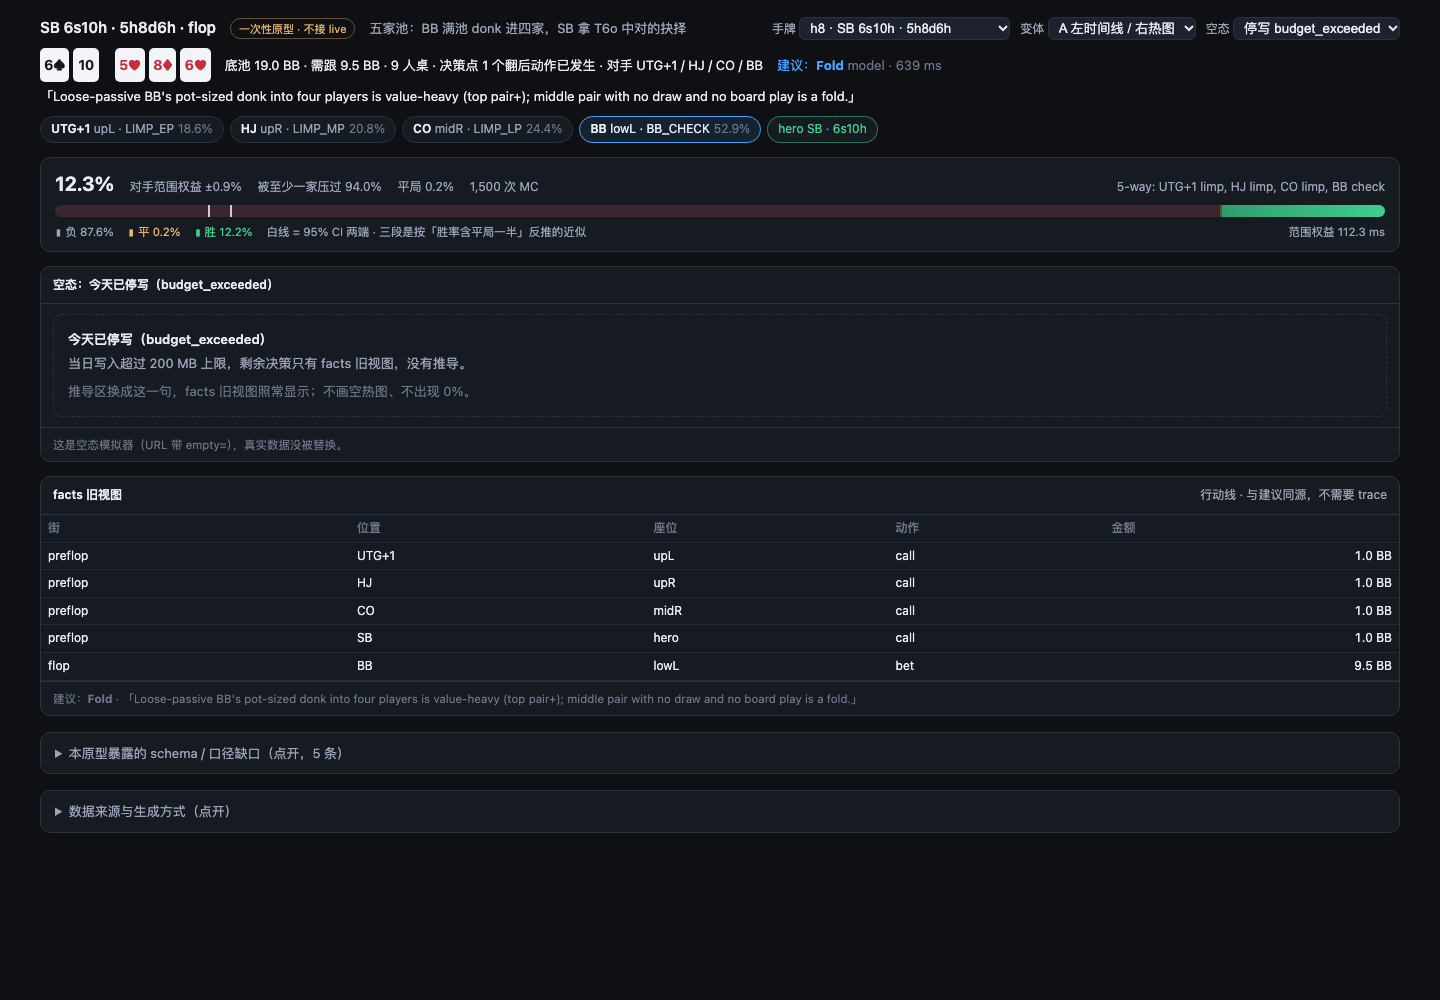 SB 6s10h · 5h8d6h · flop 一次性原型 · 不接 live 五家池：BB 满池 donk 进四家，SB 拿 T6o 中对的抉择 手牌 h8 · SB 6s10h · 5h8d6h 变体 A 左时间线 / 右热图 空态 停写 budget_exceeded
6♠ 10 5♥ 8♦ 6♥ 底池 19.0 BB · 需跟 9.5 BB · 9 人桌 · 决策点 1 个翻后动作已发生 · 对手 UTG+1 / HJ / CO / BB 建议：Fold model · 639 ms
「Loose-passive BB's pot-sized donk into four players is value-heavy (top pair+); middle pair with no draw and no board play is a fold.」
UTG+1 upL · LIMP_EP 18.6% HJ upR · LIMP_MP 20.8% CO midR · LIMP_LP 24.4% BB lowL · BB_CHECK 52.9% hero SB · 6s10h
12.3% 对手范围权益 ±0.9% 被至少一家压过 94.0% 平局 0.2% 1,500 次 MC 5-way: UTG+1 limp, HJ limp, CO limp, BB check
负 87.6% 平 0.2% 胜 12.2% 白线 = 95% CI 两端 · 三段是按「胜率含平局一半」反推的近似 范围权益 112.3 ms
空态：今天已停写（budget_exceeded）
今天已停写（budget_exceeded）
当日写入超过 200 MB 上限，剩余决策只有 facts 旧视图，没有推导。
推导区换成这一句，facts 旧视图照常显示；不画空热图、不出现 0%。
这是空态模拟器（URL 带 empty=），真实数据没被替换。
facts 旧视图 行动线 · 与建议同源，不需要 trace
街 位置 座位 动作 金额
preflop UTG+1 upL call 1.0 BB
preflop HJ upR call 1.0 BB
preflop CO midR call 1.0 BB
preflop SB hero call 1.0 BB
flop BB lowL bet 9.5 BB
建议：Fold · 「Loose-passive BB's pot-sized donk into four players is value-heavy (top pair+); middle pair with no draw and no board play is a fold.」
▶ 本原型暴露的 schema / 口径缺口（点开，5 条）
▶ 数据来源与生成方式（点开）